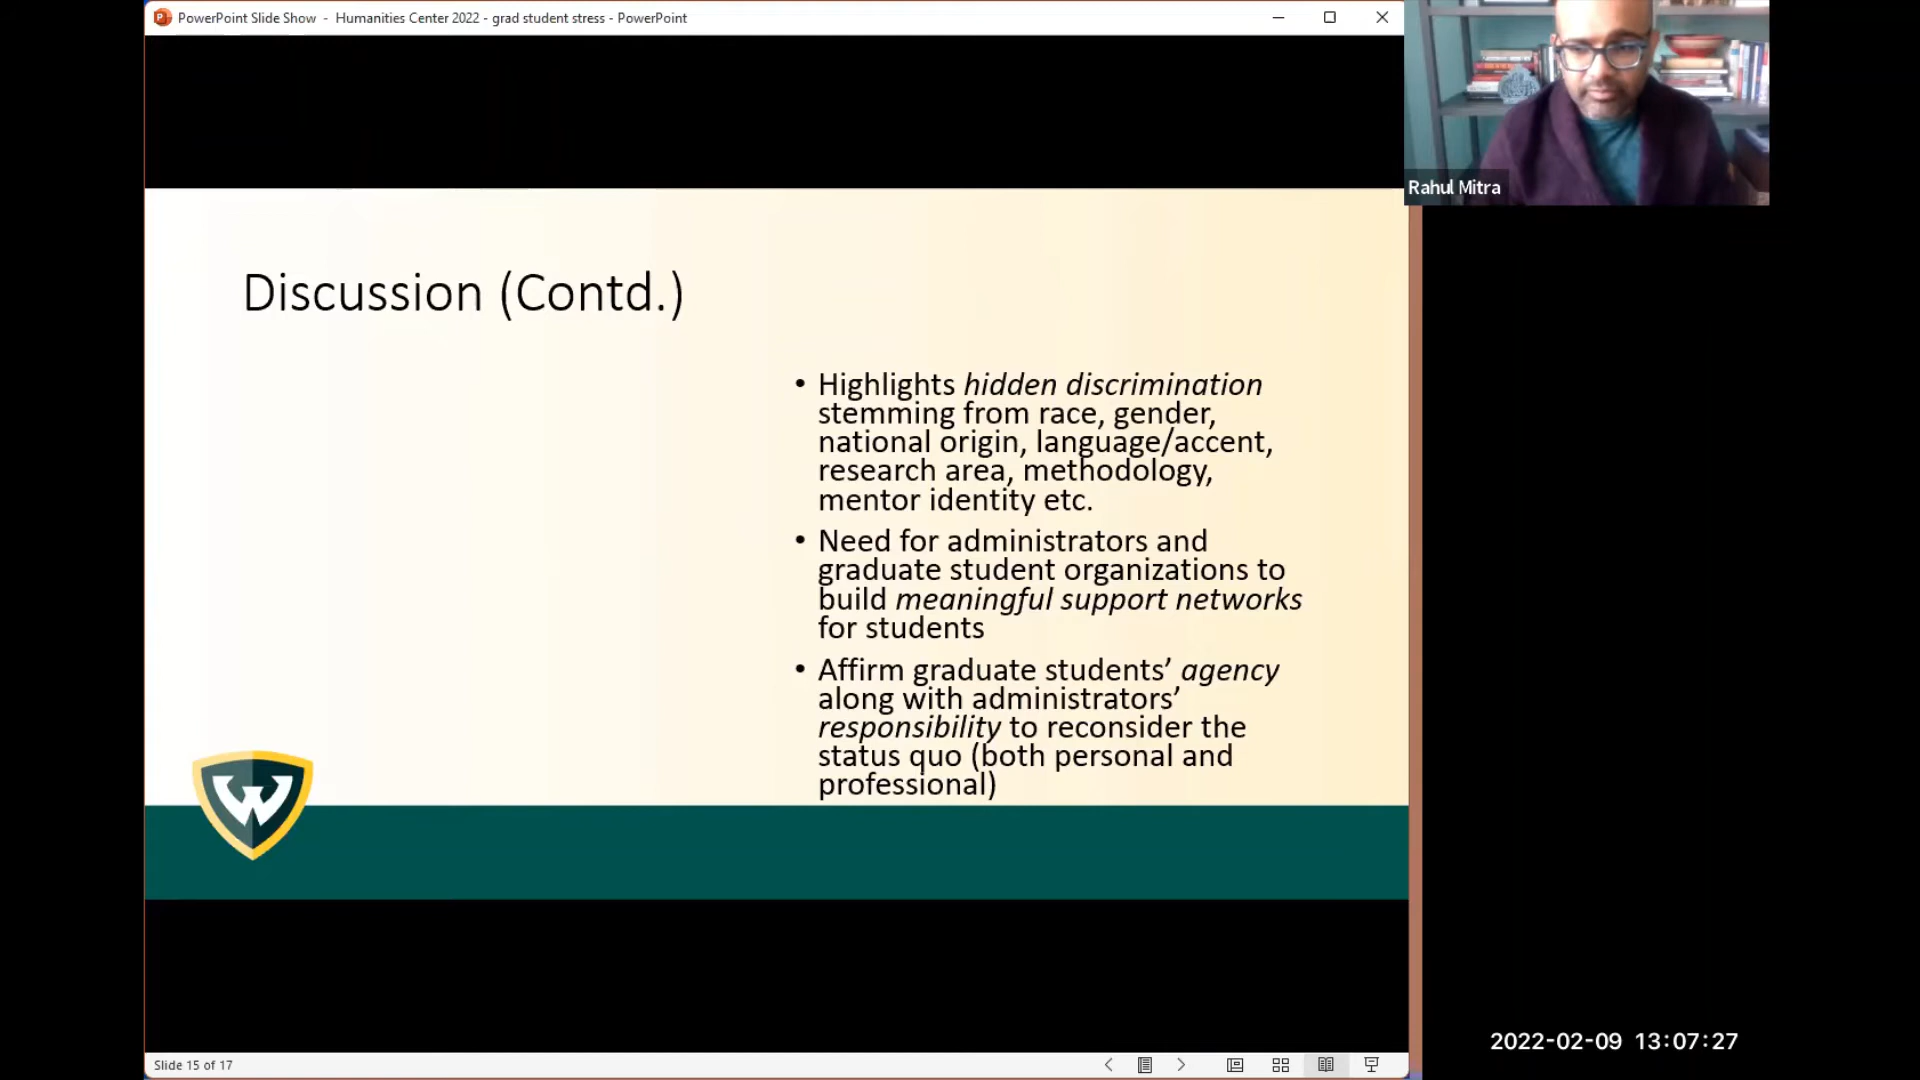 PowerPoint Slide Show - Humanities Center 2022 - grad student stress - PowerPoint
Rahul Mitra
Discussion (Contd.)
• Highlights hidden discrimination
stemming from race, gender,
national origin, language/accent,
research area, methodology,
mentor identity etc.
• Need for administrators and
graduate student organizations to
build meaningful support networks
for students
• Affirm graduate students’ agency
along with administrators’
responsibility to reconsider the
status quo (both personal and
professional)
W
2022-02-09 13:07:27
Slide 15 of 17